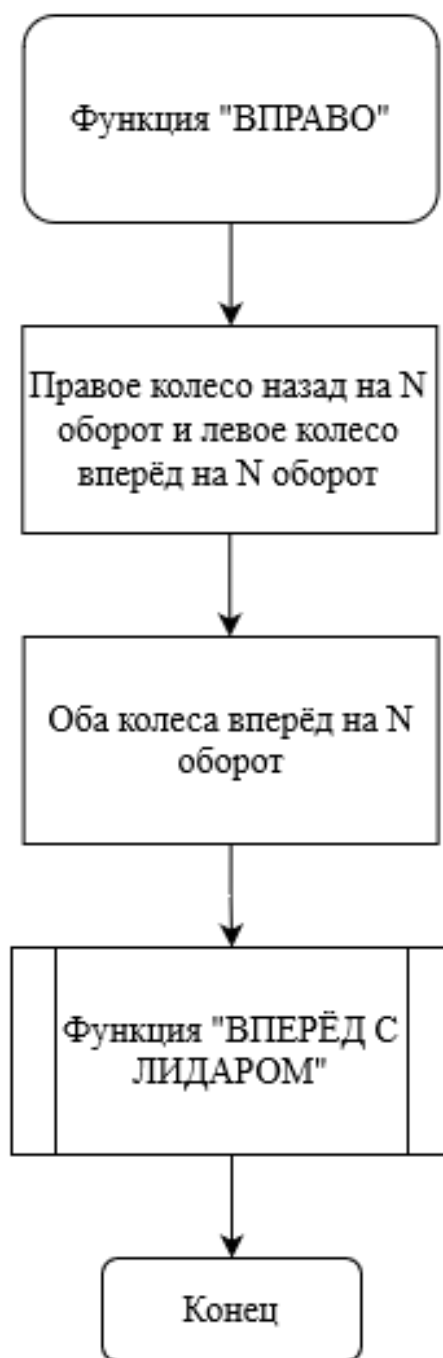 Функция "ВПРАВО"
Правое колесо назад на N
оборот и левое колесо
вперёд на N оборот
Оба колеса вперёд на N
оборот
Функция "ВПЕРЁД С
ЛИДАРОМ"
Конец